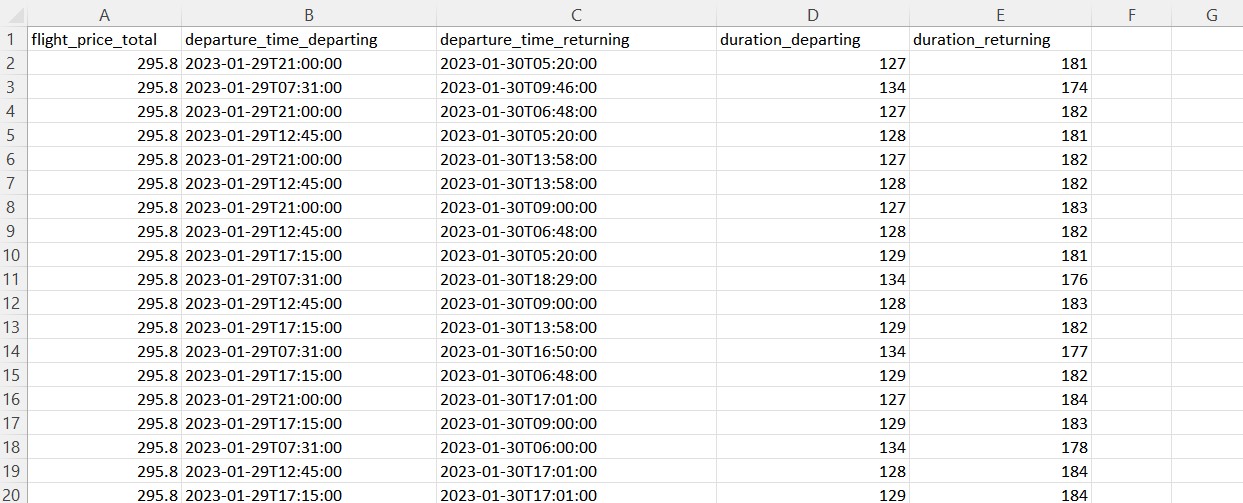 A B C D E F G
1 flight_price_total departure_time_departing departure_time_returning duration_departing duration_returning
2 295.8 2023-01-29T21:00:00 2023-01-30T05:20:00 127 181
3 295.8 2023-01-29T07:31:00 2023-01-30T09:46:00 134 174
4 295.8 2023-01-29T21:00:00 2023-01-30T06:48:00 127 182
5 295.8 2023-01-29T12:45:00 2023-01-30T05:20:00 128 181
6 295.8 2023-01-29T21:00:00 2023-01-30T13:58:00 127 182
7 295.8 2023-01-29T12:45:00 2023-01-30T13:58:00 128 182
8 295.8 2023-01-29T21:00:00 2023-01-30T09:00:00 127 183
9 295.8 2023-01-29T12:45:00 2023-01-30T06:48:00 128 182
10 295.8 2023-01-29T17:15:00 2023-01-30T05:20:00 129 181
11 295.8 2023-01-29T07:31:00 2023-01-30T18:29:00 134 176
12 295.8 2023-01-29T12:45:00 2023-01-30T09:00:00 128 183
13 295.8 2023-01-29T17:15:00 2023-01-30T13:58:00 129 182
14 295.8 2023-01-29T07:31:00 2023-01-30T16:50:00 134 177
15 295.8 2023-01-29T17:15:00 2023-01-30T06:48:00 129 182
16 295.8 2023-01-29T21:00:00 2023-01-30T17:01:00 127 184
17 295.8 2023-01-29T17:15:00 2023-01-30T09:00:00 129 183
18 295.8 2023-01-29T07:31:00 2023-01-30T06:00:00 134 178
19 295.8 2023-01-29T12:45:00 2023-01-30T17:01:00 128 184
20 295.8 2023-01-29T17:15:00 2023-01-30T17:01:00 129 184